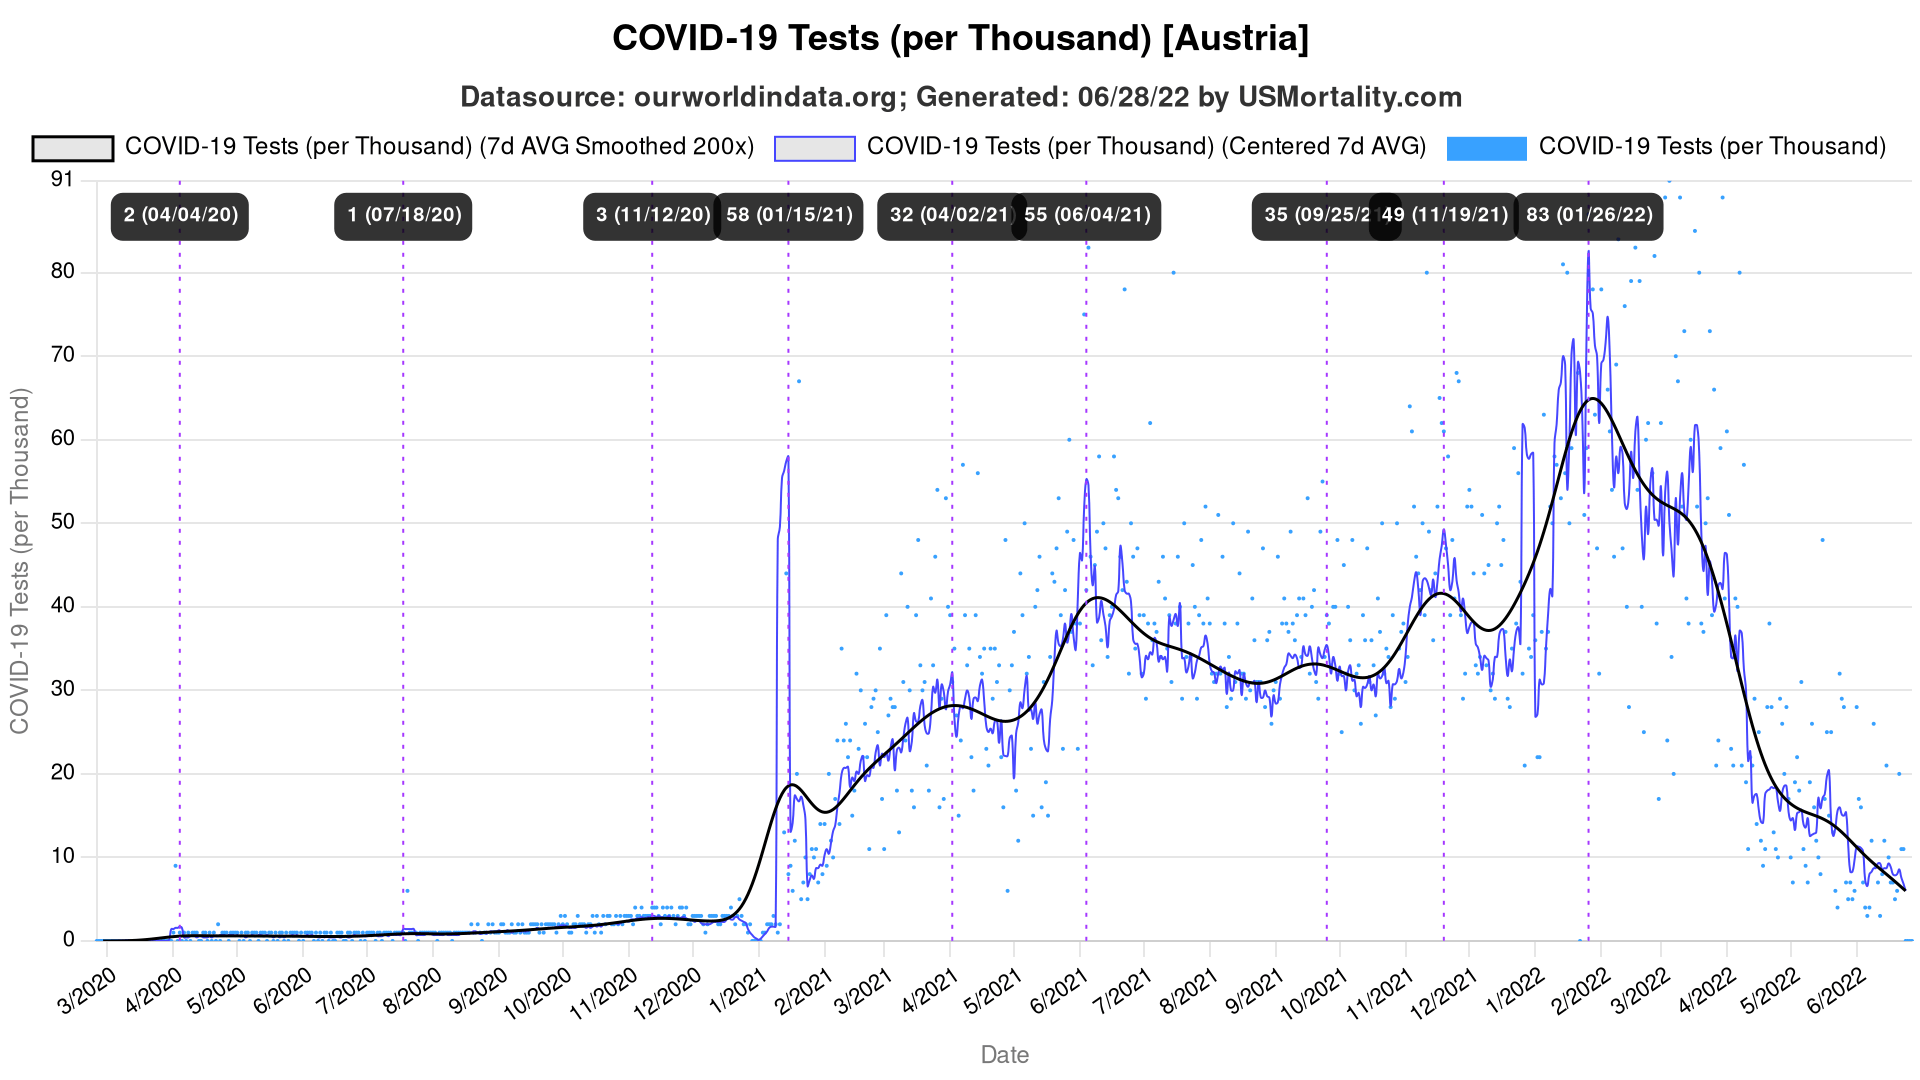 COVID-19 Tests (per Thousand) [Austria]
Datasource: ourworldindata.org; Generated: 06/28/22 by USMortality.com
COVID-19 Tests (per Thousand) (7d AVG Smoothed 200x) COVID-19 Tests (per Thousand) (Centered 7d AVG) COVID-19 Tests (per Thousand)
91
2 (04/04/20) 1 (07/18/20) 3 (11/12/20) 58 (01/15/21) 32 (04/02/21) 55 (06/04/21) 35 (09/25/21) 49 (11/19/21) 83 (01/26/22)
80
70
60
50
40
30
20
10
0
COVID-19 Tests (per Thousand)
3/2020 4/2020 5/2020 6/2020 7/2020 8/2020 9/2020 10/2020 11/2020 12/2020 1/2021 2/2021 3/2021 4/2021 5/2021 6/2021 7/2021 8/2021 9/2021 10/2021 11/2021 12/2021 1/2022 2/2022 3/2022 4/2022 5/2022 6/2022
Date